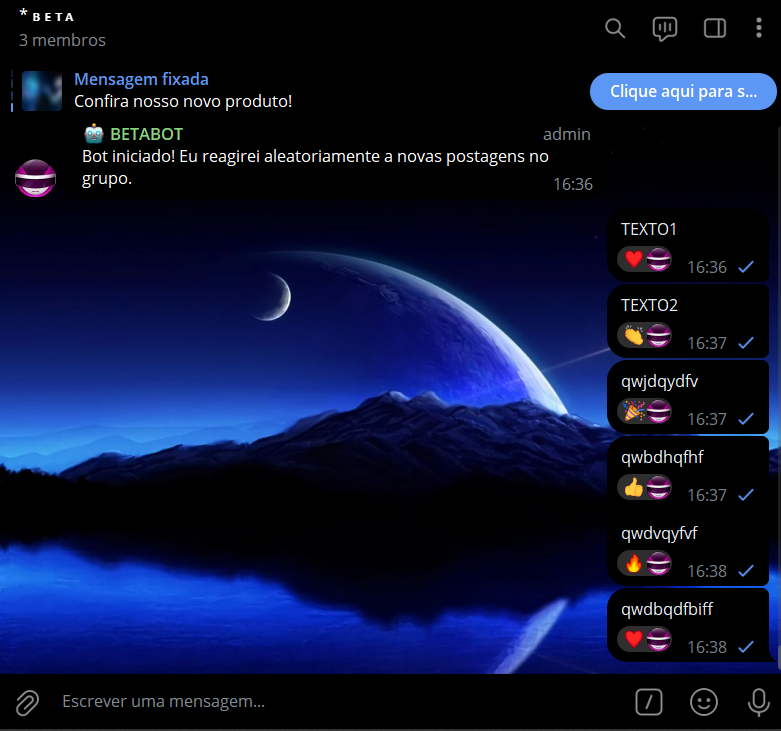 * BETA
3 membros
Mensagem fixada
Confira nosso novo produto!
Clique aqui para s...
BETABOT
admin
Bot iniciado! Eu reagirei aleatoriamente a novas postagens no
grupo.
16:36
TEXTO1
16:36
TEXTO2
16:37
qwjdqydfv
16:37
qwbdhqfhf
16:37
qwdvqyfvf
16:38
qwdbqdfbiff
16:38
Escrever uma mensagem...